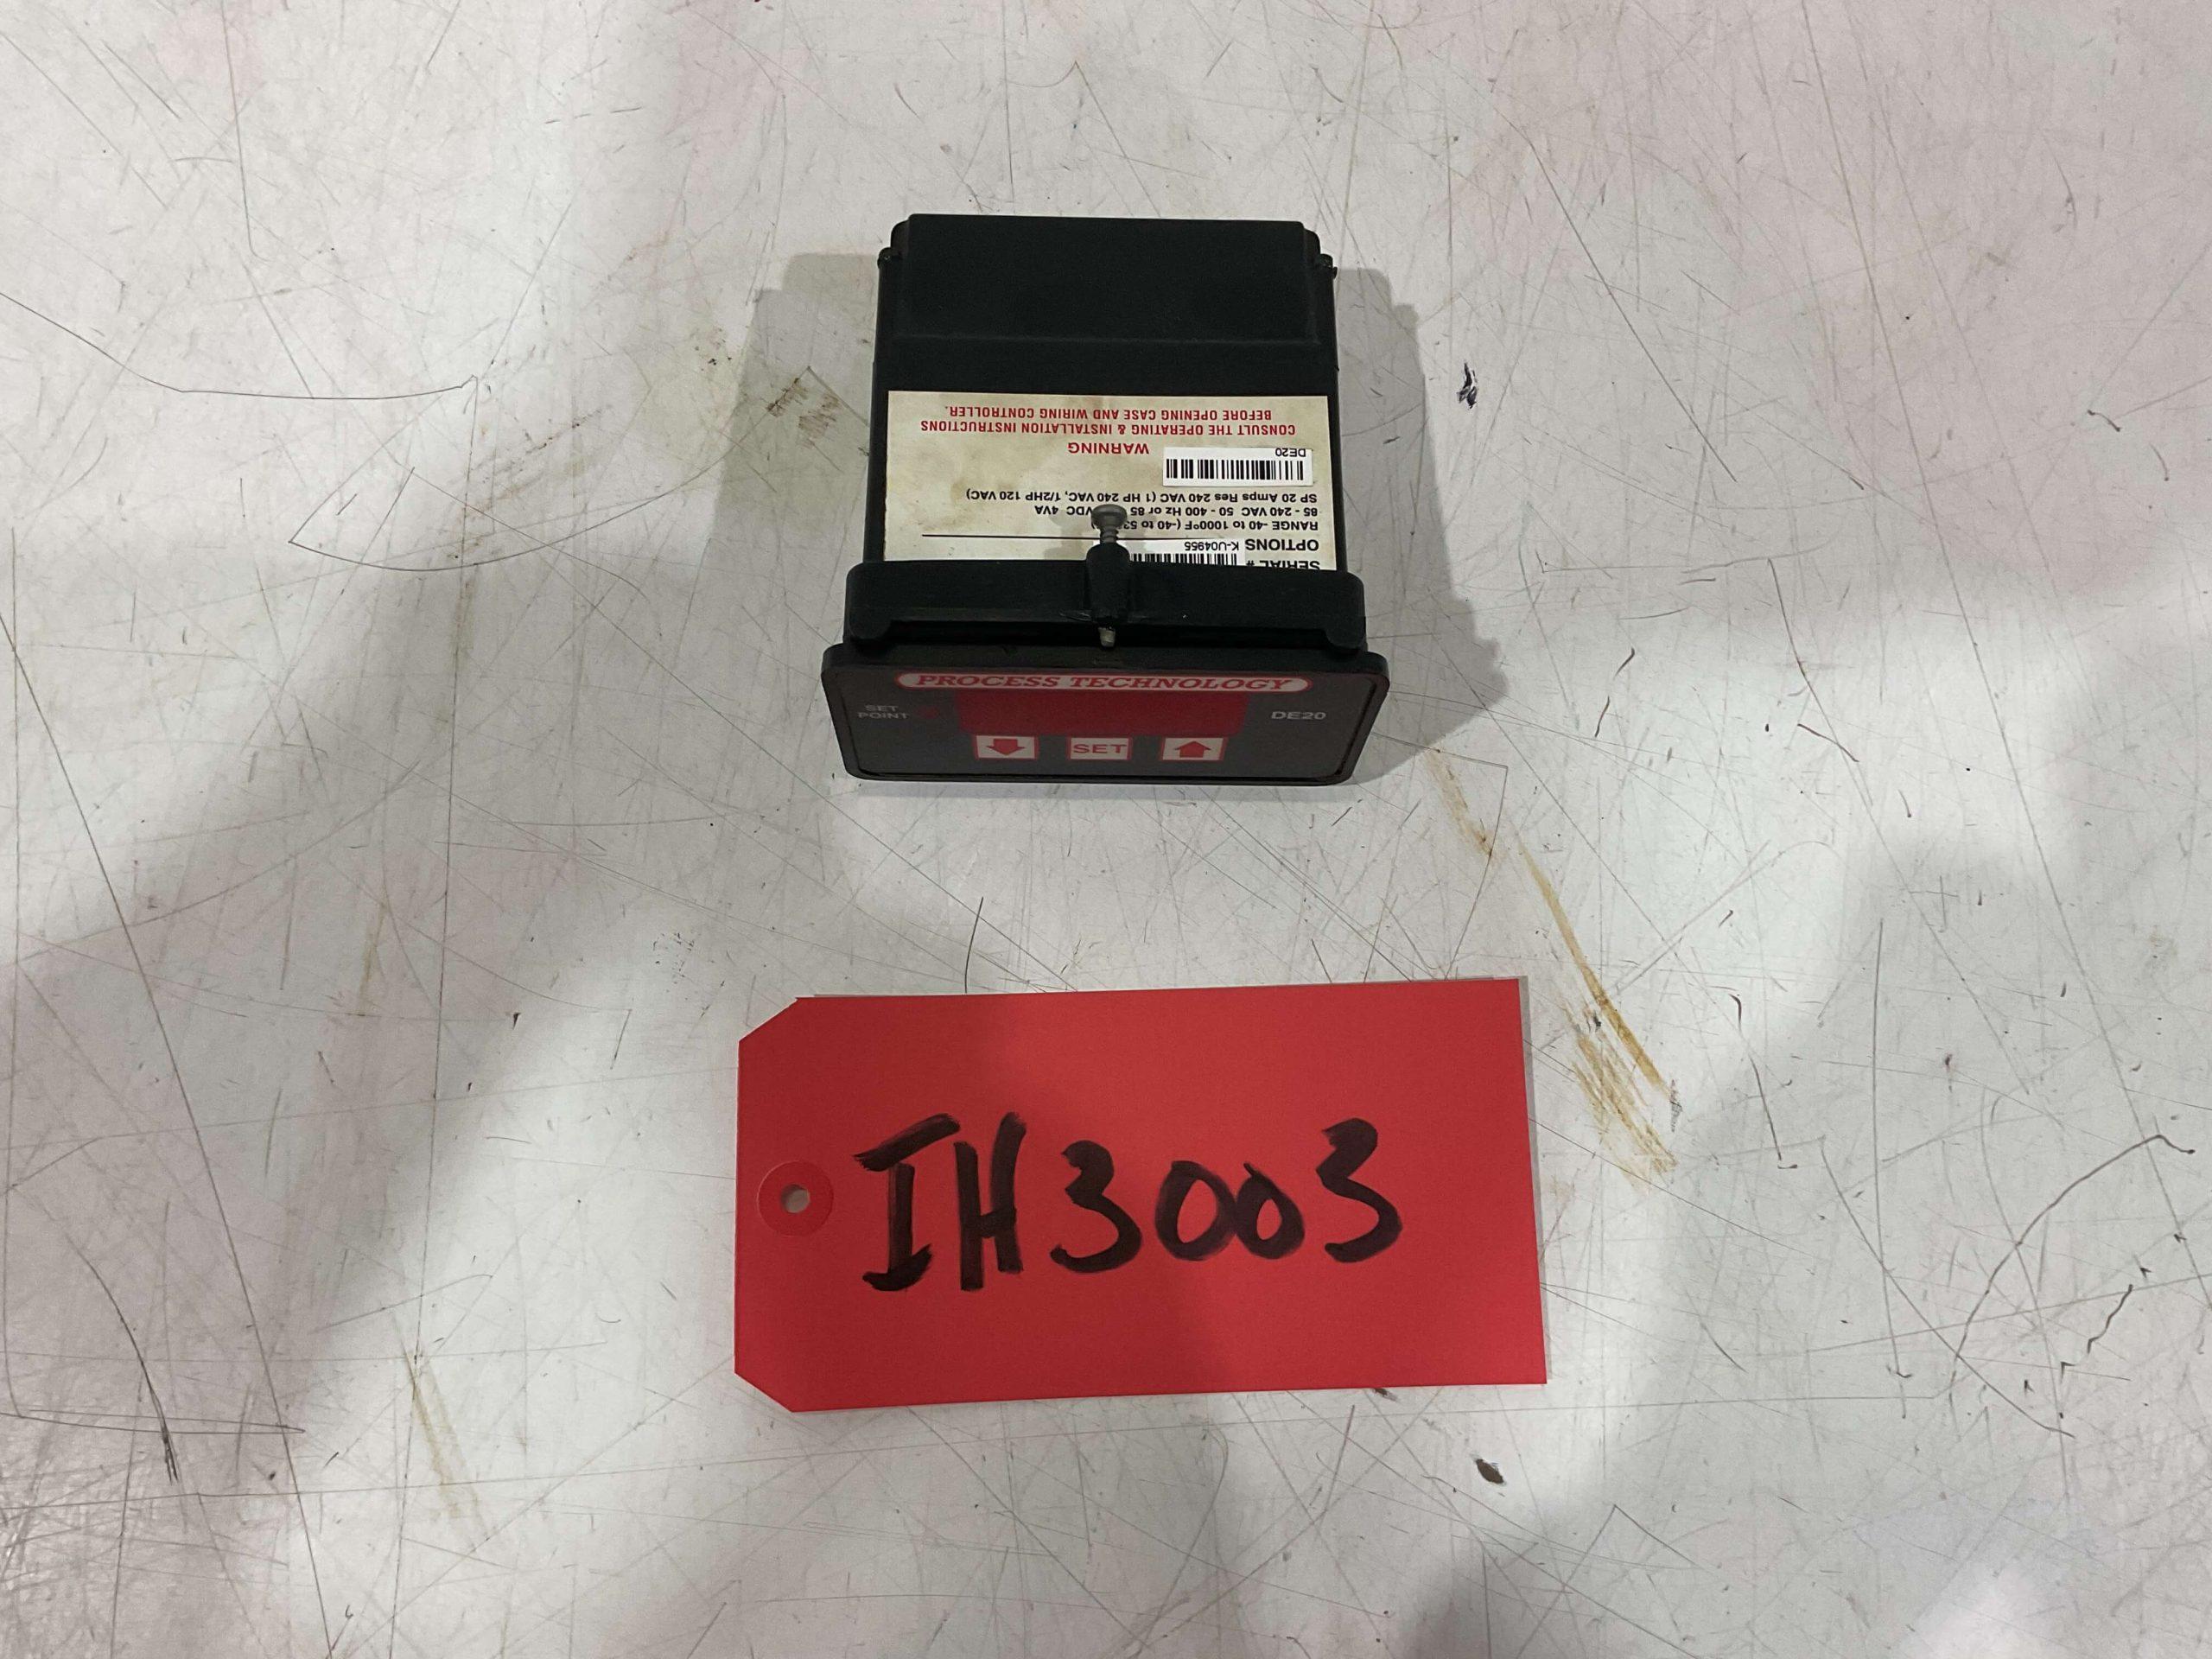 SERIAL #
K-U04955
OPTIONS
RANGE -40 to 1000°F (-40 to
85 - 240 VAC 50 - 400 Hz or 85 VDC 4VA
SP 20 Amps Res 240 VAC (1 HP 240 VAC, 1/2HP 120 VAC)
DE20
WARNING
CONSULT THE OPERATING & INSTALLATION INSTRUCTIONS
BEFORE OPENING CASE AND WIRING CONTROLLER.
PROCESS TECHNOLOGY
SET
POINT
DE20
SET
IH3003